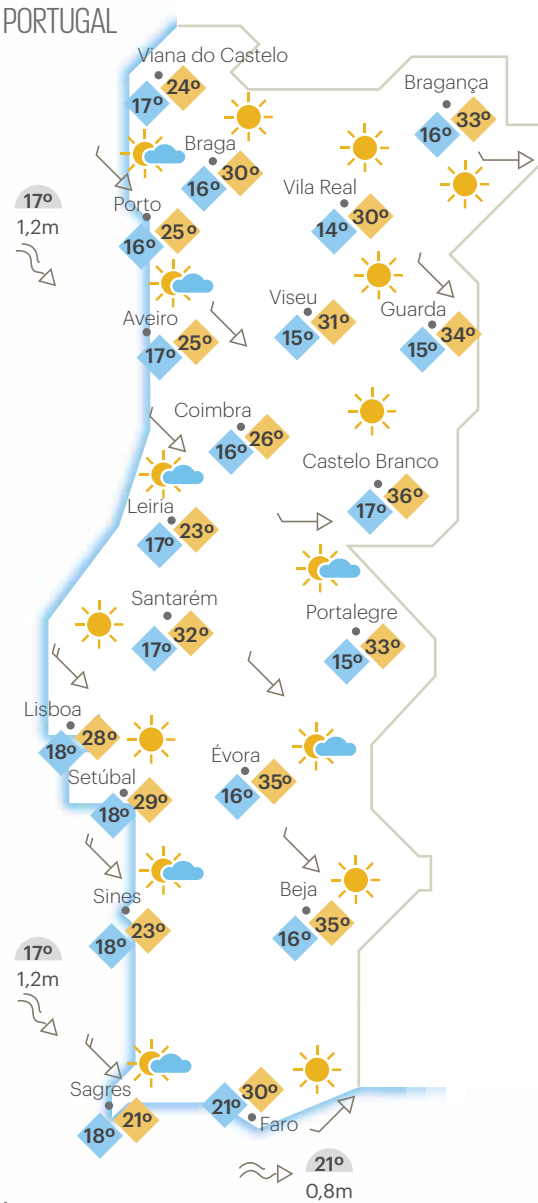 PORTUGAL
Viana do Castelo
17º 24º
Bragança
16º 33º
Braga
16º 30º
Vila Real
14º 30º
17º
1,2m
Porto
16º 25º
Aveiro
17º 25º
Viseu
15º 31º
Guarda
15º 34º
Coimbra
16º 26º
Castelo Branco
17º 36º
Leiria
17º 23º
Santarém
17º 32º
Portalegre
15º 33º
Lisboa
18º 28º
Évora
16º 35º
Setúbal
18º 29º
Sines
18º 23º
Beja
16º 35º
17º
1,2m
Sagres
18º 21º
21º 30º
Faro
21º
0,8m